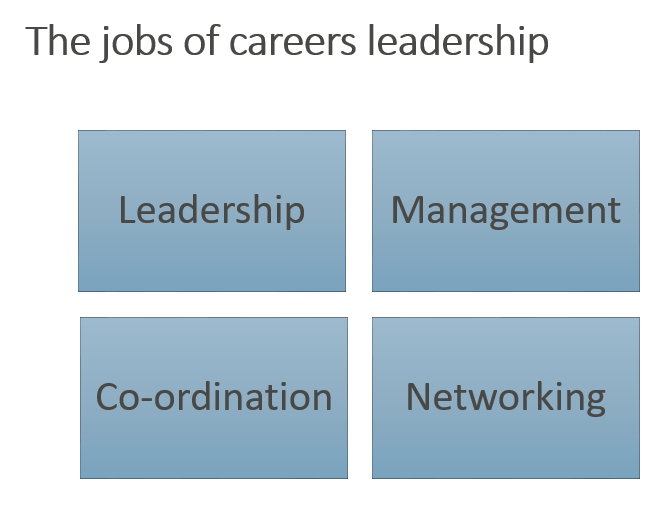 The jobs of careers leadership
Leadership
Management
Co-ordination
Networking